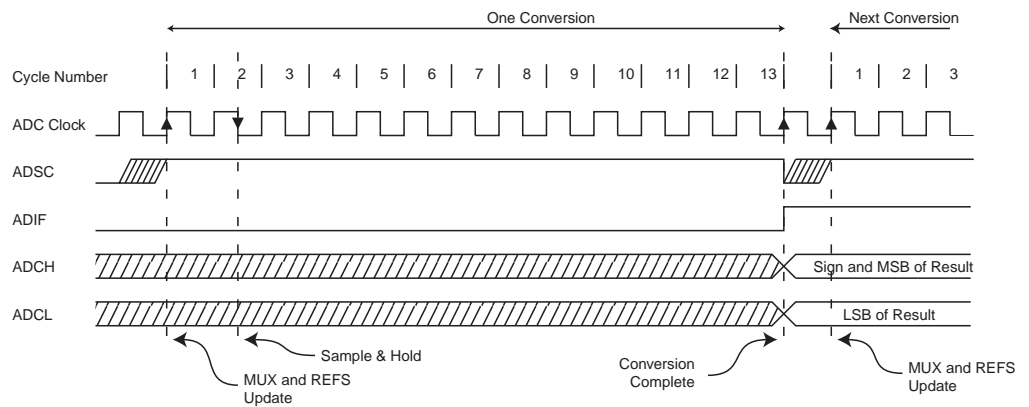 One Conversion
Next Conversion
Cycle Number
1 2 3 4 5 6 7 8 9 10 11 12 13 1 2 3
ADC Clock
ADSC
ADIF
ADCH
Sign and MSB of Result
ADCL
LSB of Result
Sample & Hold
MUX and REFS
Update
Conversion
Complete
MUX and REFS
Update